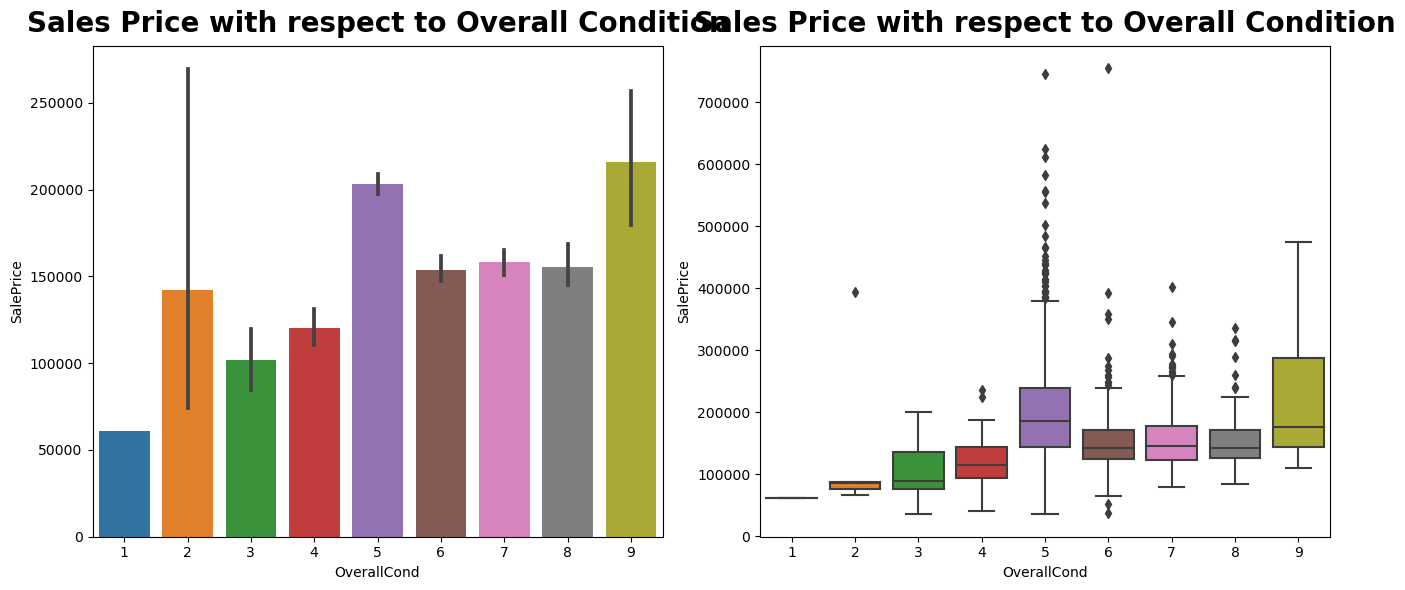 Sales Price with respect to Overall Condition
SalePrice
250000
200000
150000
100000
50000
0
1 2 3 4 5 6 7 8 9
OverallCond
Sales Price with respect to Overall Condition
SalePrice
700000
600000
500000
400000
300000
200000
100000
0
1 2 3 4 5 6 7 8 9
OverallCond